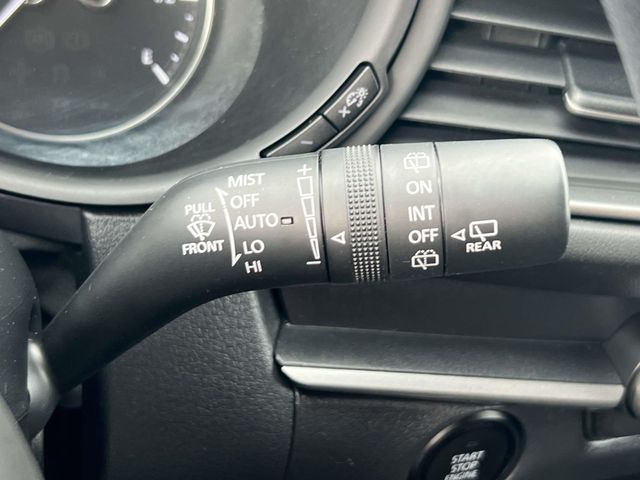 E
MIST
OFF
AUTO
LO
HI
PULL
FRONT
+
−
ON
INT
OFF
REAR
START
STOP
ENGINE